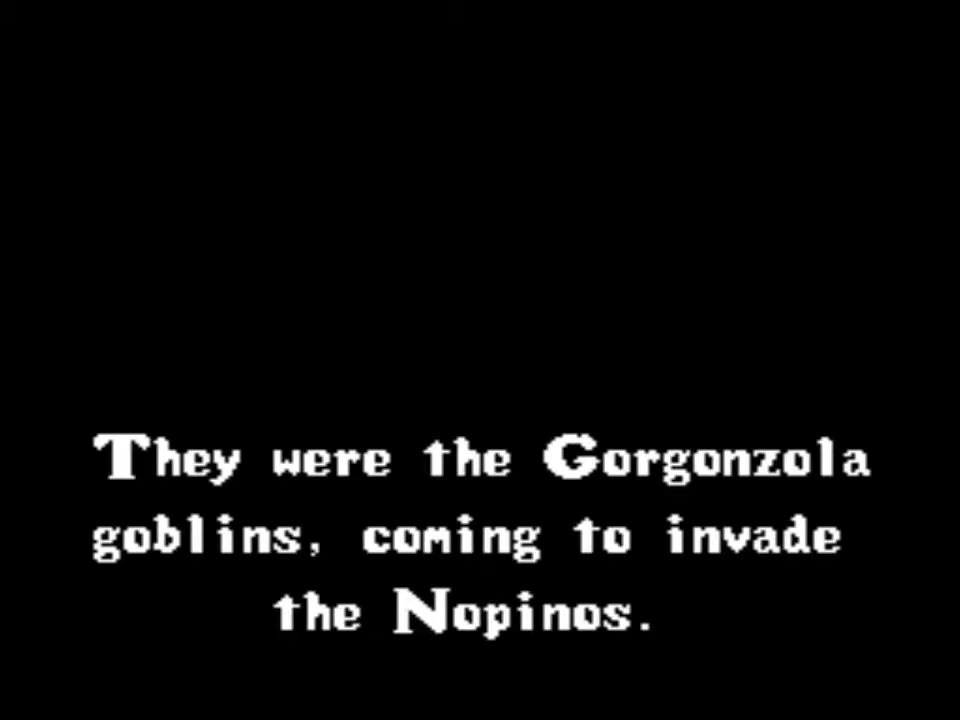 They were the Gorgonzola
goblins, coming to invade
the Nopinos.